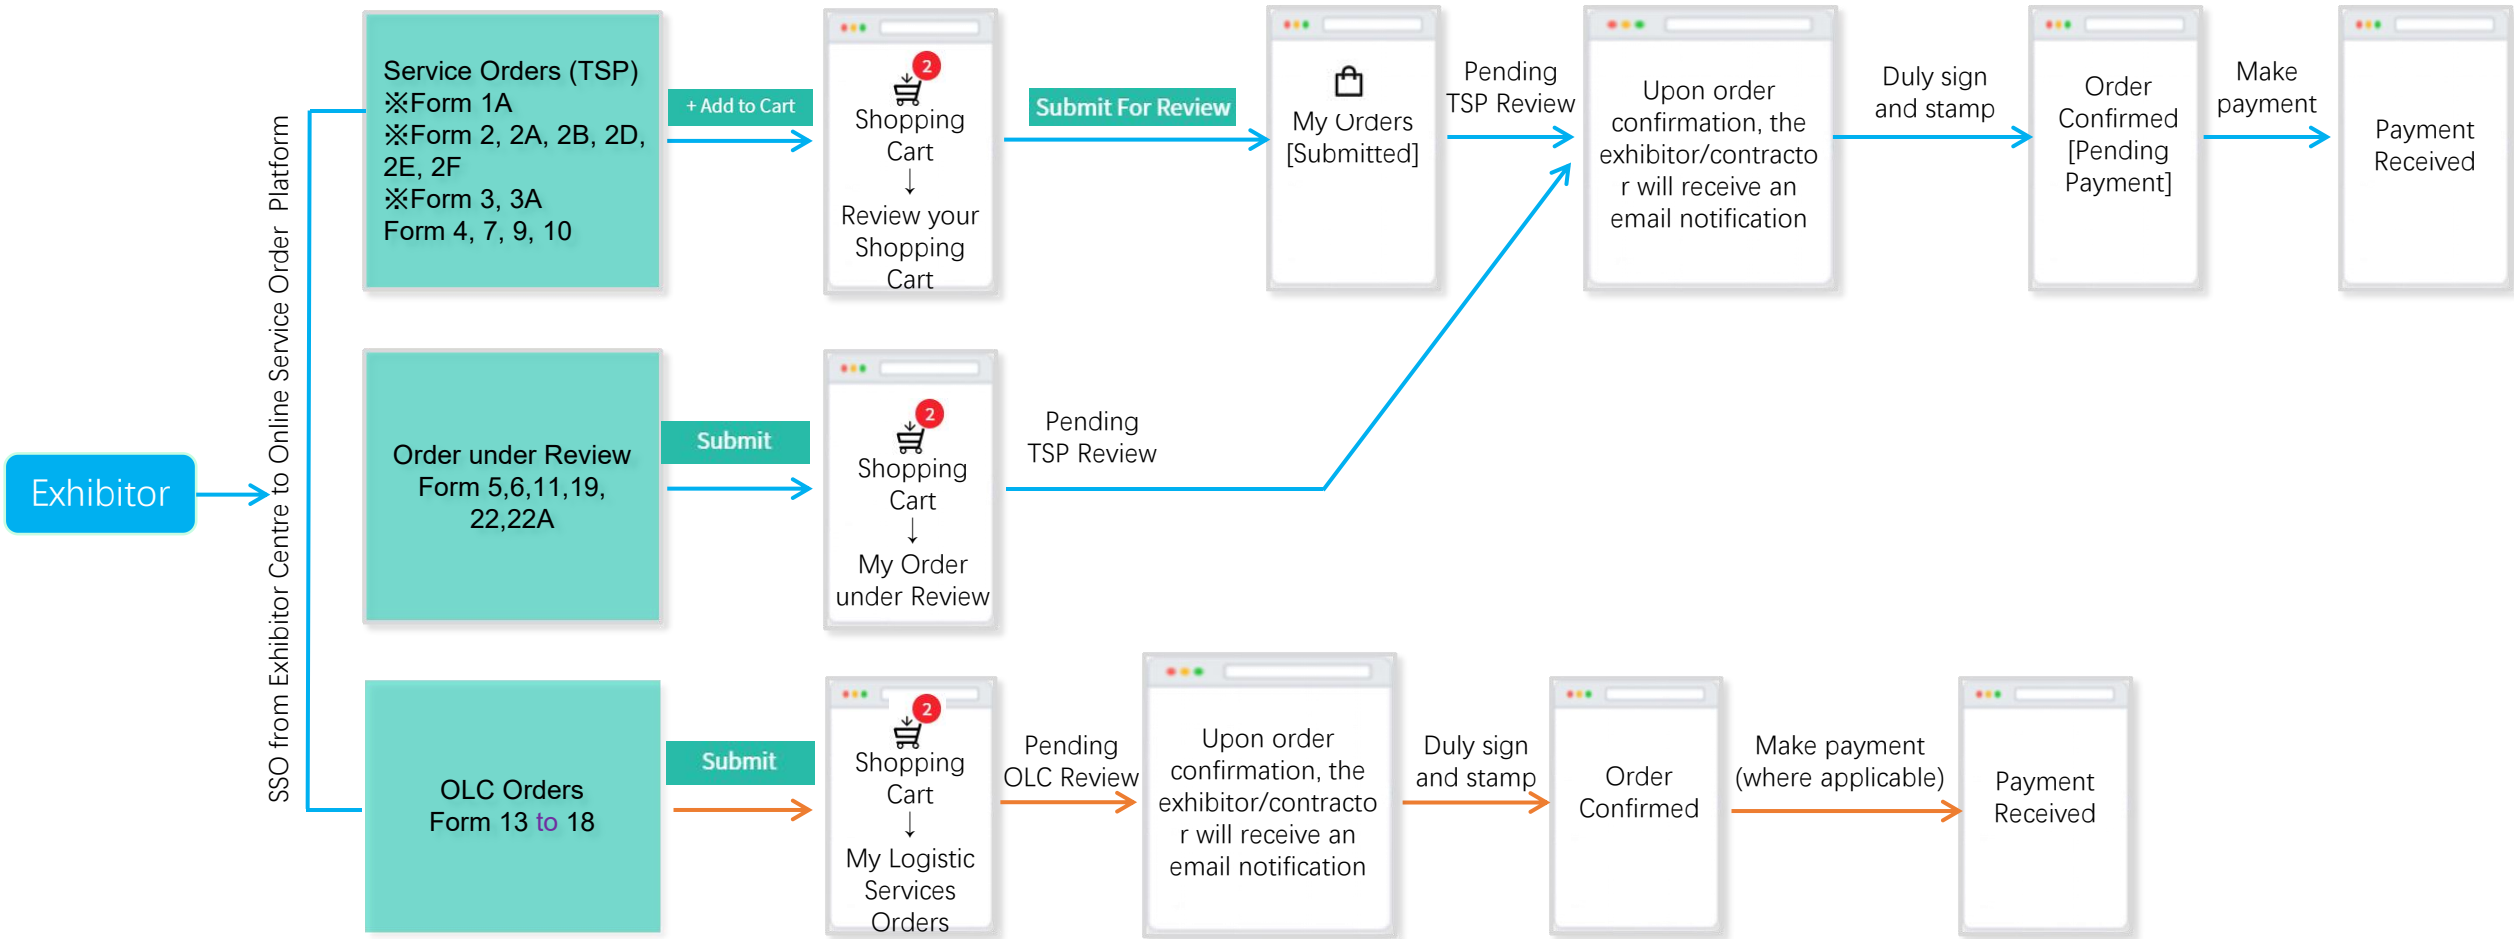 Exhibitor
SSO from Exhibitor Centre to Online Service Order Platform
Service Orders (TSP)
※Form 1A
※Form 2, 2A, 2B, 2D,
2E, 2F
※Form 3, 3A
Form 4, 7, 9, 10
+ Add to Cart
2
Shopping
Cart
↓
Review your
Shopping
Cart
Submit For Review
My Orders
[Submitted]
Pending
TSP Review
Upon order
confirmation, the
exhibitor/contracto
r will receive an
email notification
Duly sign
and stamp
Order
Confirmed
[Pending
Payment]
Make
payment
Payment
Received
Order under Review
Form 5,6,11,19,
22,22A
Submit
2
Shopping
Cart
↓
My Order
under Review
Pending
TSP Review
OLC Orders
Form 13 to 18
Submit
2
Shopping
Cart
↓
My Logistic
Services
Orders
Pending
OLC Review
Upon order
confirmation, the
exhibitor/contracto
r will receive an
email notification
Duly sign
and stamp
Order
Confirmed
Make payment
(where applicable)
Payment
Received